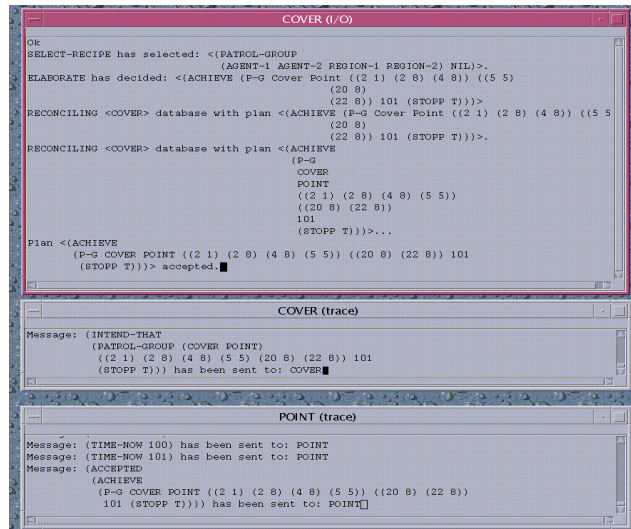 COVER (I/O)
Ok
SELECT-RECIPE has selected: <(PATROL-GROUP
(AGENT-1 AGENT-2 REGION-1 REGION-2) NIL)>.
ELABORATE has decided: <(ACHIEVE (P-G Cover Point ((2 1) (2 8) (4 8)) ((5 5)
(20 8)
(22 8)) 101 (STOPP T)))>
RECONCILING <COVER> database with plan <(ACHIEVE (P-G Cover Point ((2 1) (2 8) (4 8)) ((5 5
(20 8)
(22 8)) 101 (STOPP T)))>.
RECONCILING <COVER> database with plan <(ACHIEVE
(P-G
COVER
POINT
((2 1) (2 8) (4 8) (5 5))
((20 8) (22 8))
101
(STOPP T)))>...
Plan <(ACHIEVE
(P-G COVER POINT ((2 1) (2 8) (4 8) (5 5)) ((20 8) (22 8)) 101
(STOPP T)))> accepted.
COVER (trace)
Message: (INTEND-THAT
(PATROL-GROUP (COVER POINT)
((2 1) (2 8) (4 8) (5 5) (20 8) (22 8)) 101
(STOPP T))) has been sent to: COVER
POINT (trace)
Message: (TIME-NOW 100) has been sent to: POINT
Message: (TIME-NOW 101) has been sent to: POINT
Message: (ACCEPTED
(ACHIEVE
(P-G COVER POINT ((2 1) (2 8) (4 8) (5 5)) ((20 8) (22 8))
101 (STOPP T)))) has been sent to: POINT